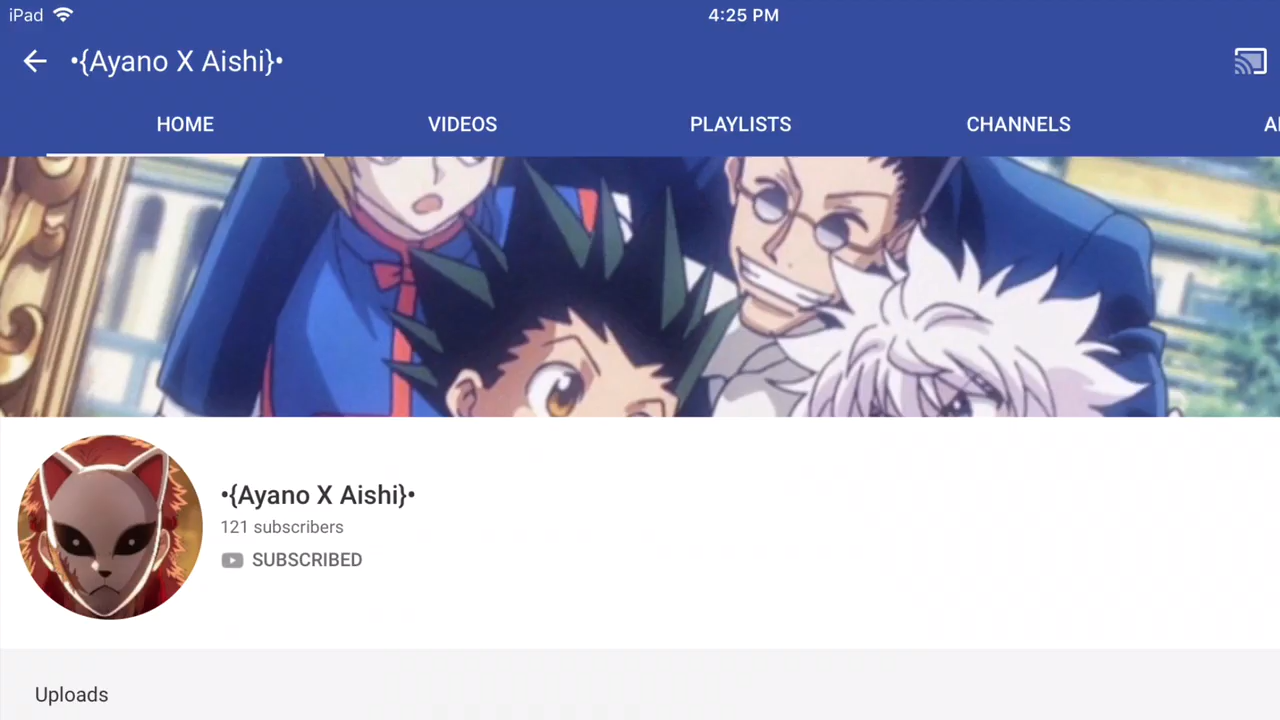 iPad 4:25 PM
•{Ayano X Aishi}•
HOME VIDEOS PLAYLISTS CHANNELS
•{Ayano X Aishi}•
121 subscribers
SUBSCRIBED
Uploads